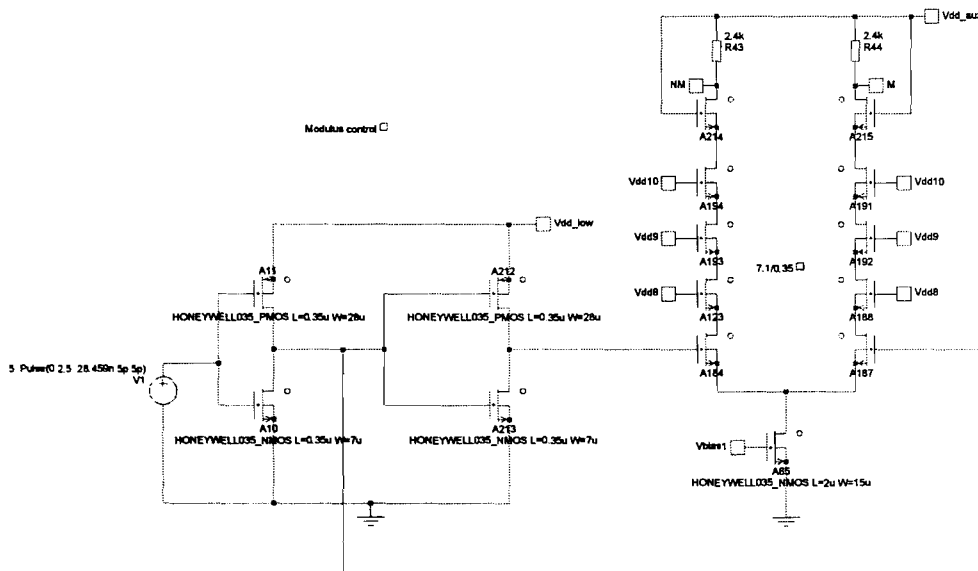 Vdd_aux
2.4k
R43
2.4k
R44
NM
M
A214
A215
Modulus control
Vdd10
A194
A191
Vdd10
Vdd_low
Vdd9
A193
A192
Vdd9
A11
A212
7.1/0.35
Vdd8
A123
A188
Vdd8
HONEYWELL035_PMOS L=0.35u W=28u
HONEYWELL035_PMOS L=0.35u W=28u
A184
A187
5 Pulse(0 2.5 28.459n 5p 5p)
V1
A10
A213
HONEYWELL035_NMOS L=0.35u W=7u
HONEYWELL035_NMOS L=0.35u W=7u
Vbias1
A65
HONEYWELL035_NMOS L=2u W=15u